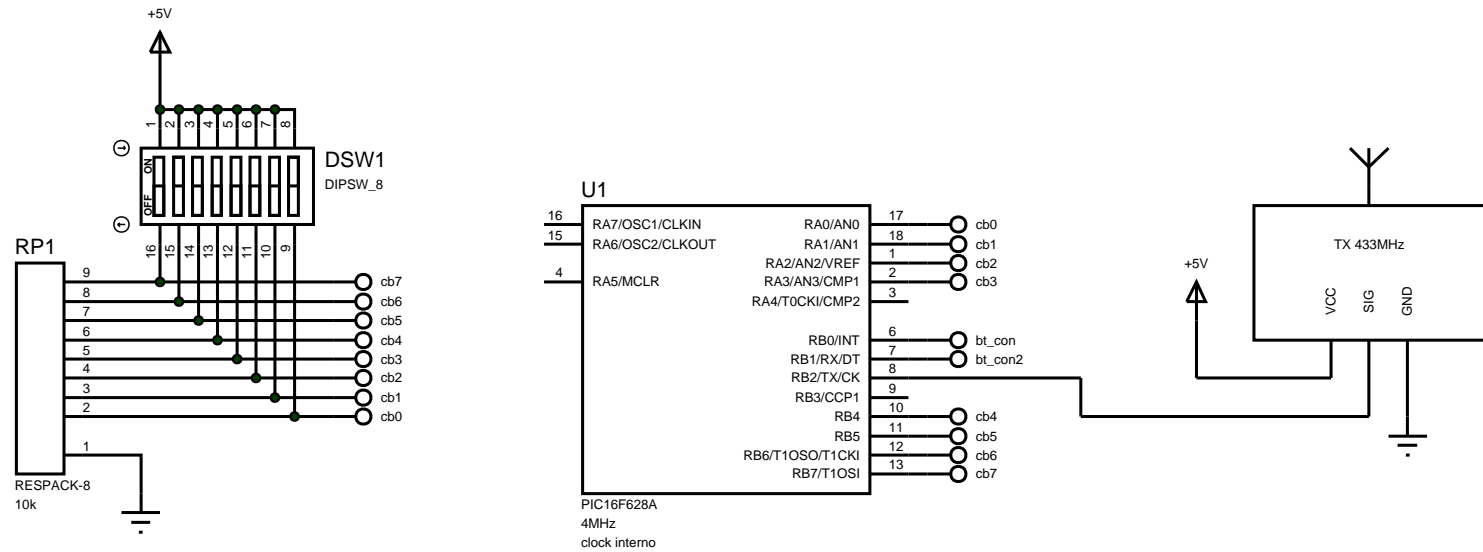 +5V
1
2
3
4
5
6
7
8
ON
OFF
DSW1
DIPSW_8
16
15
14
13
12
11
10
9
RP1
9
cb7
8
cb6
7
cb5
6
cb4
5
cb3
4
cb2
3
cb1
2
cb0
1
RESPACK-8
10k
U1
16 RA7/OSC1/CLKIN
15 RA6/OSC2/CLKOUT
4 RA5/MCLR
RA0/AN0 17 cb0
RA1/AN1 18 cb1
RA2/AN2/VREF 1 cb2
RA3/AN3/CMP1 2 cb3
RA4/T0CKI/CMP2 3
RB0/INT 6 bt_con
RB1/RX/DT 7 bt_con2
RB2/TX/CK 8
RB3/CCP1 9
RB4 10 cb4
RB5 11 cb5
RB6/T1OSO/T1CKI 12 cb6
RB7/T1OSI 13 cb7
PIC16F628A
4MHz
clock interno
+5V
TX 433MHz
VCC
SIG
GND